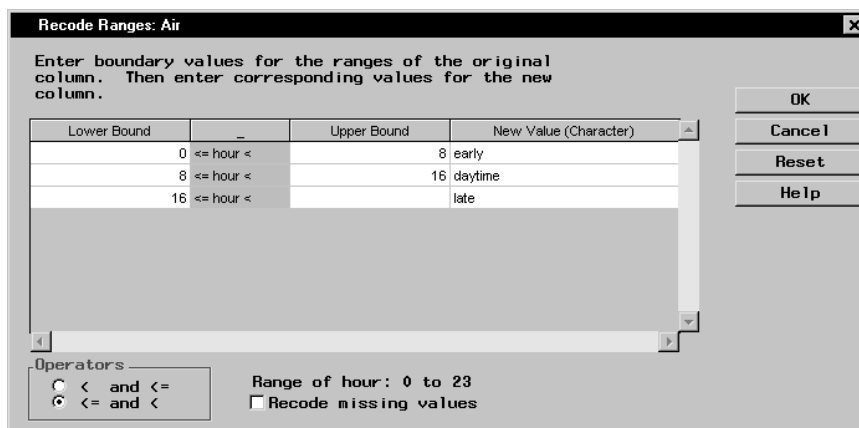 Recode Ranges: Air
Enter boundary values for the ranges of the original
column. Then enter corresponding values for the new
column.
OK
Cancel
Reset
Help
Lower Bound _ Upper Bound New Value (Character)
0 <= hour < 8 early
8 <= hour < 16 daytime
16 <= hour < late
Operators
< and <=
<= and <
Range of hour: 0 to 23
Recode missing values